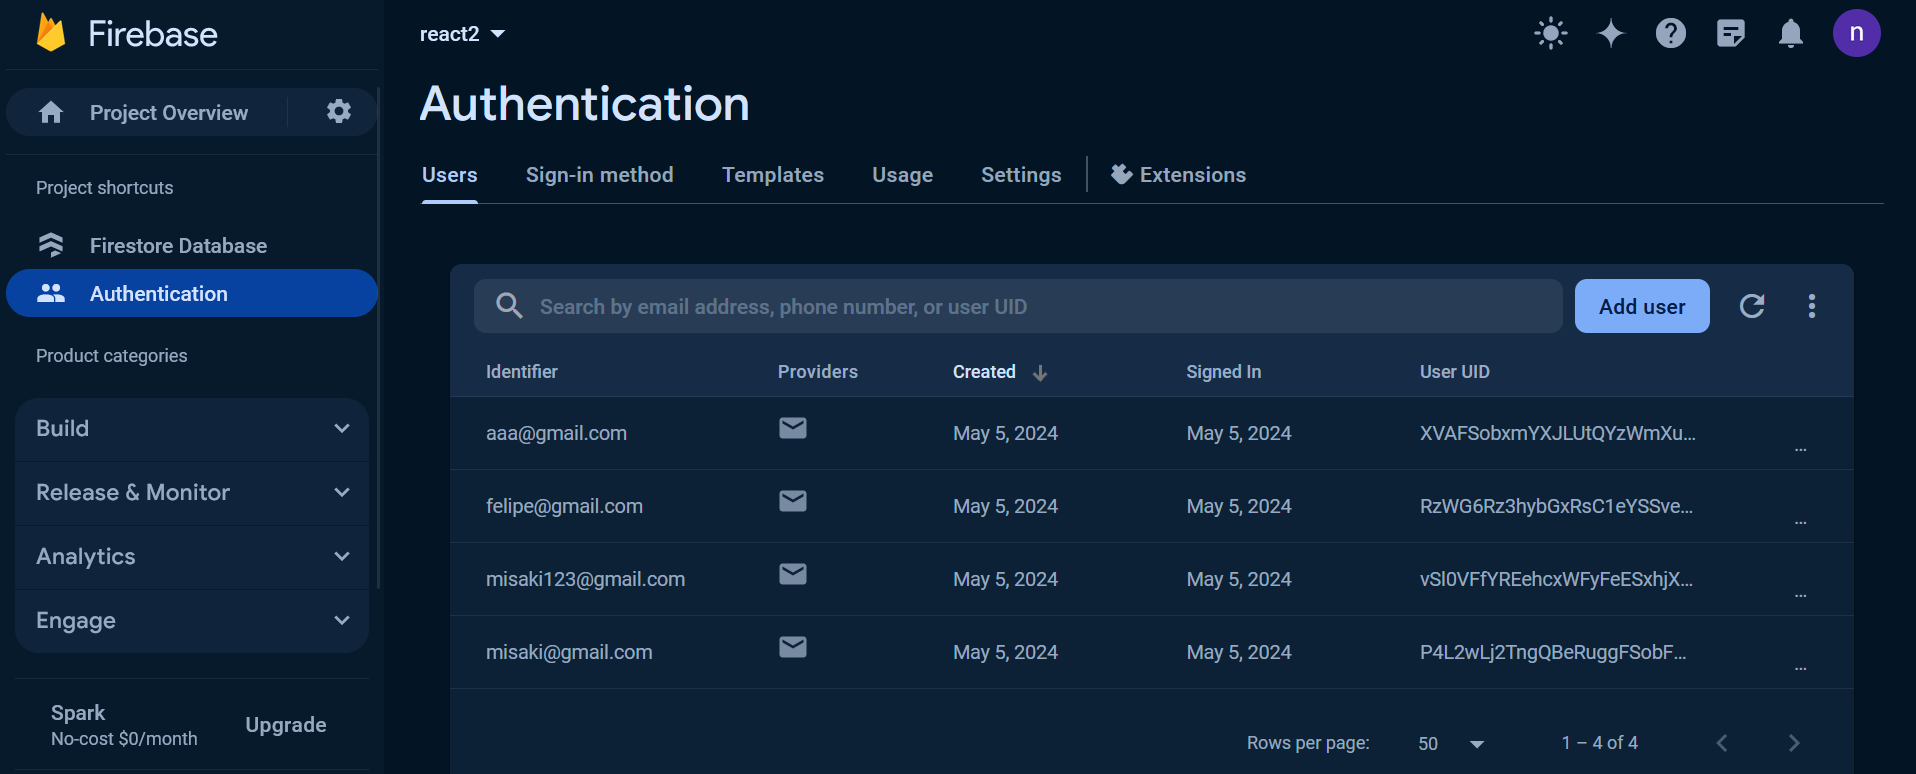 Firebase
react2
n
Project Overview
Authentication
Users Sign-in method Templates Usage Settings Extensions
Project shortcuts
Firestore Database
Authentication
Product categories
Build
Release & Monitor
Analytics
Engage
Spark
No-cost $0/month
Upgrade
Search by email address, phone number, or user UID
Add user
Identifier Providers Created Signed In User UID
aaa@gmail.com May 5, 2024 May 5, 2024 XVAFSobxmYXJLUtQYzWmXu... ...
felipe@gmail.com May 5, 2024 May 5, 2024 RzWG6Rz3hybGxRsC1eYSSve... ...
misaki123@gmail.com May 5, 2024 May 5, 2024 vSl0VFfYREehcxWFyFeESxhjX... ...
misaki@gmail.com May 5, 2024 May 5, 2024 P4L2wLj2TngQBeRuggFSobF... ...
Rows per page: 50 1 – 4 of 4